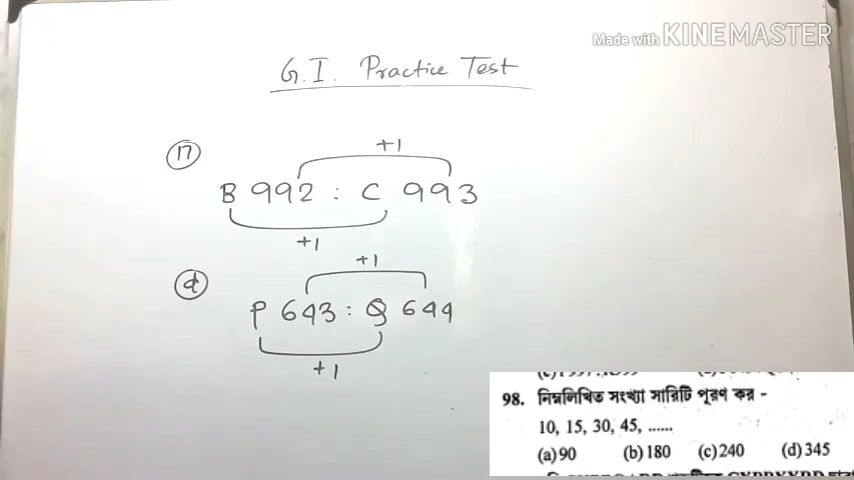 Made with KINEMASTER
G.I. Practice Test
+1
17 B 992 : C 993
+1
+1
d P 643 : Q 644
+1
98. নিম্নলিখিত সংখ্যা সারিটি পূরণ কর -
10, 15, 30, 45, ......
(a) 90 (b) 180 (c) 240 (d) 345